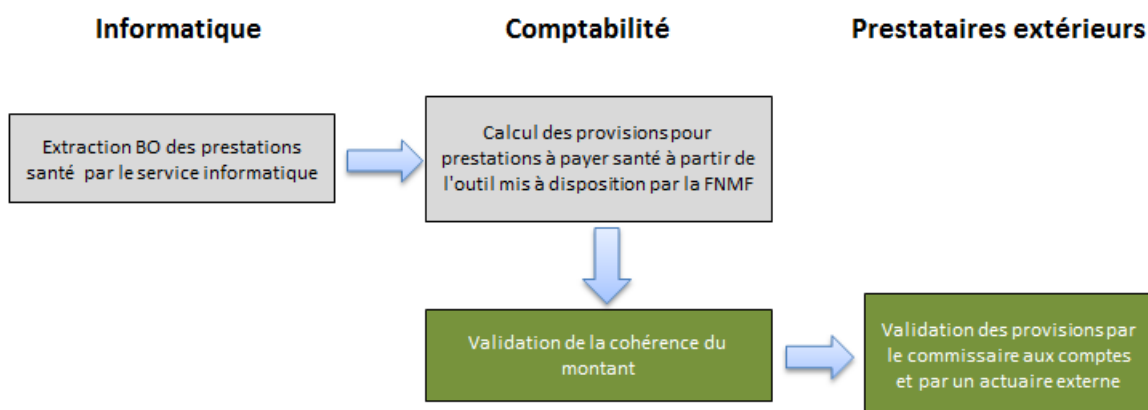 Informatique
Comptabilité
Prestataires extérieurs
Extraction BO des prestations
santé par le service informatique
Calcul des provisions pour
prestations à payer santé à partir de
l'outil mis à disposition par la FNMF
Validation de la cohérence du
montant
Validation des provisions par
le commissaire aux comptes
et par un actuaire externe